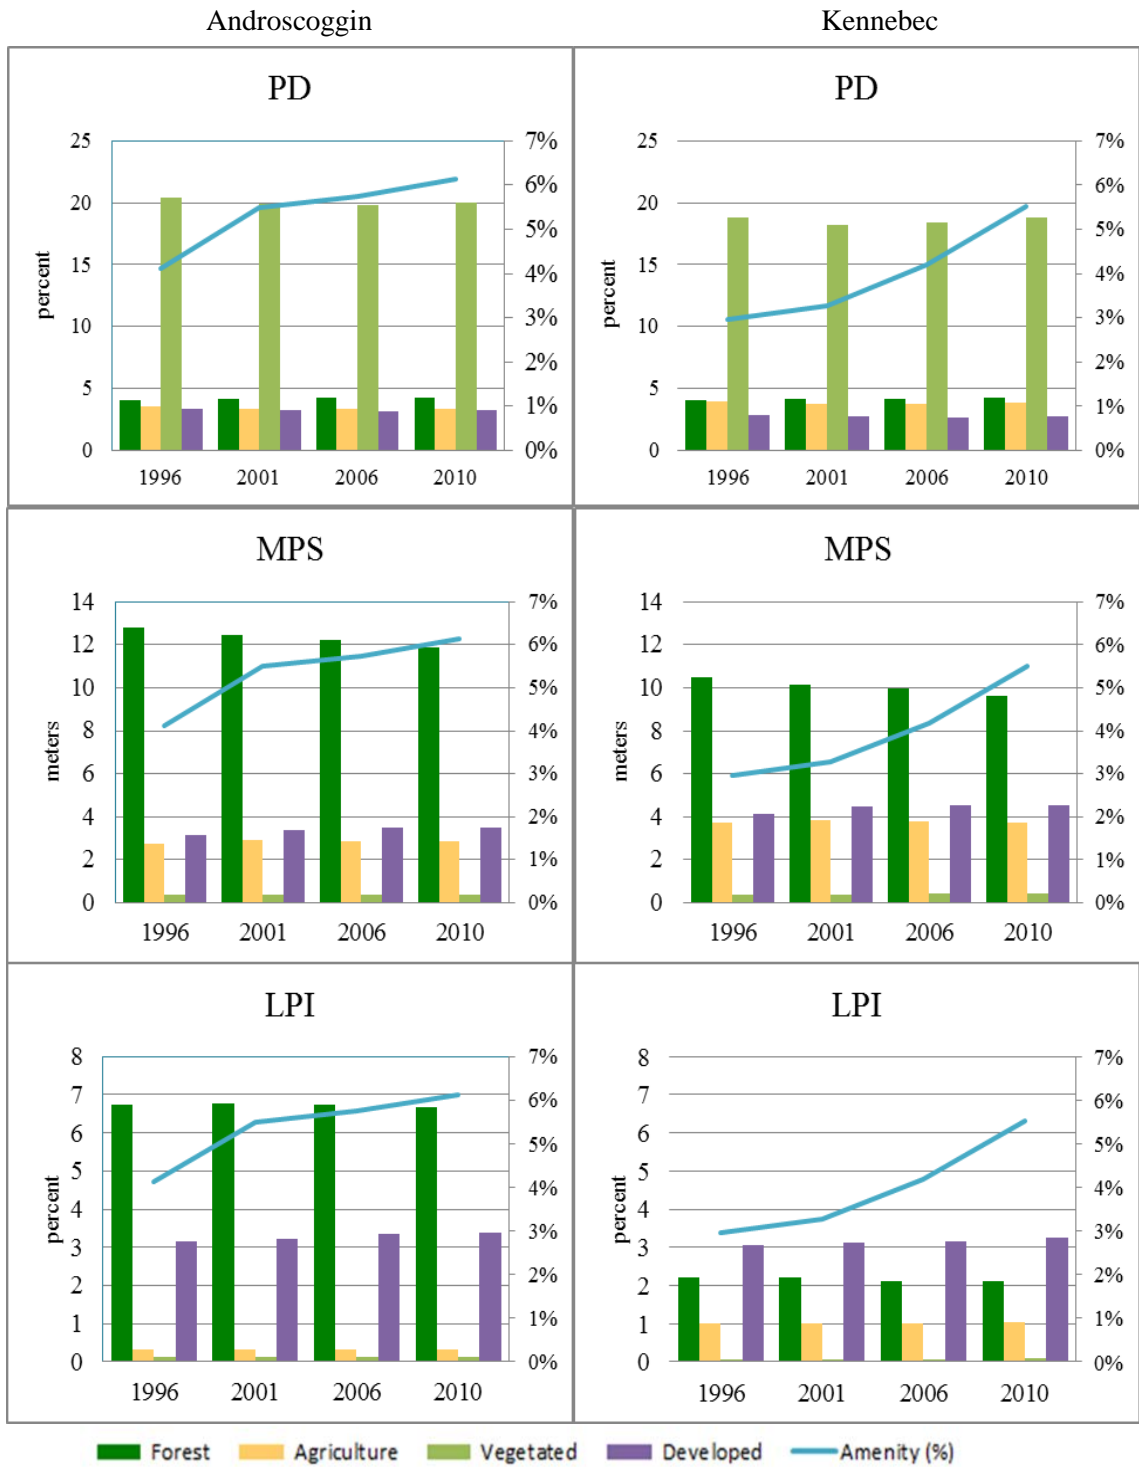 Androscoggin Kennebec
PD PD
25 7% 25 7%
6% 6%
20 20
5% 5%
15 4% 15 4%
percent percent
10 3% 10 3%
2% 2%
5 5
1% 1%
0 0% 0 0%
1996 2001 2006 2010 1996 2001 2006 2010
MPS MPS
14 7% 14 7%
12 6% 12 6%
10 5% 10 5%
8 4% 8 4%
meters meters
6 3% 6 3%
4 2% 4 2%
2 1% 2 1%
0 0% 0 0%
1996 2001 2006 2010 1996 2001 2006 2010
LPI LPI
8 7% 8 7%
7 6% 7 6%
6 6
5% 5%
5 5
4% 4%
4 4
percent percent
3% 3%
3 3
2% 2%
2 2
1 1% 1 1%
0 0% 0 0%
1996 2001 2006 2010 1996 2001 2006 2010
Forest Agriculture Vegetated Developed Amenity (%)